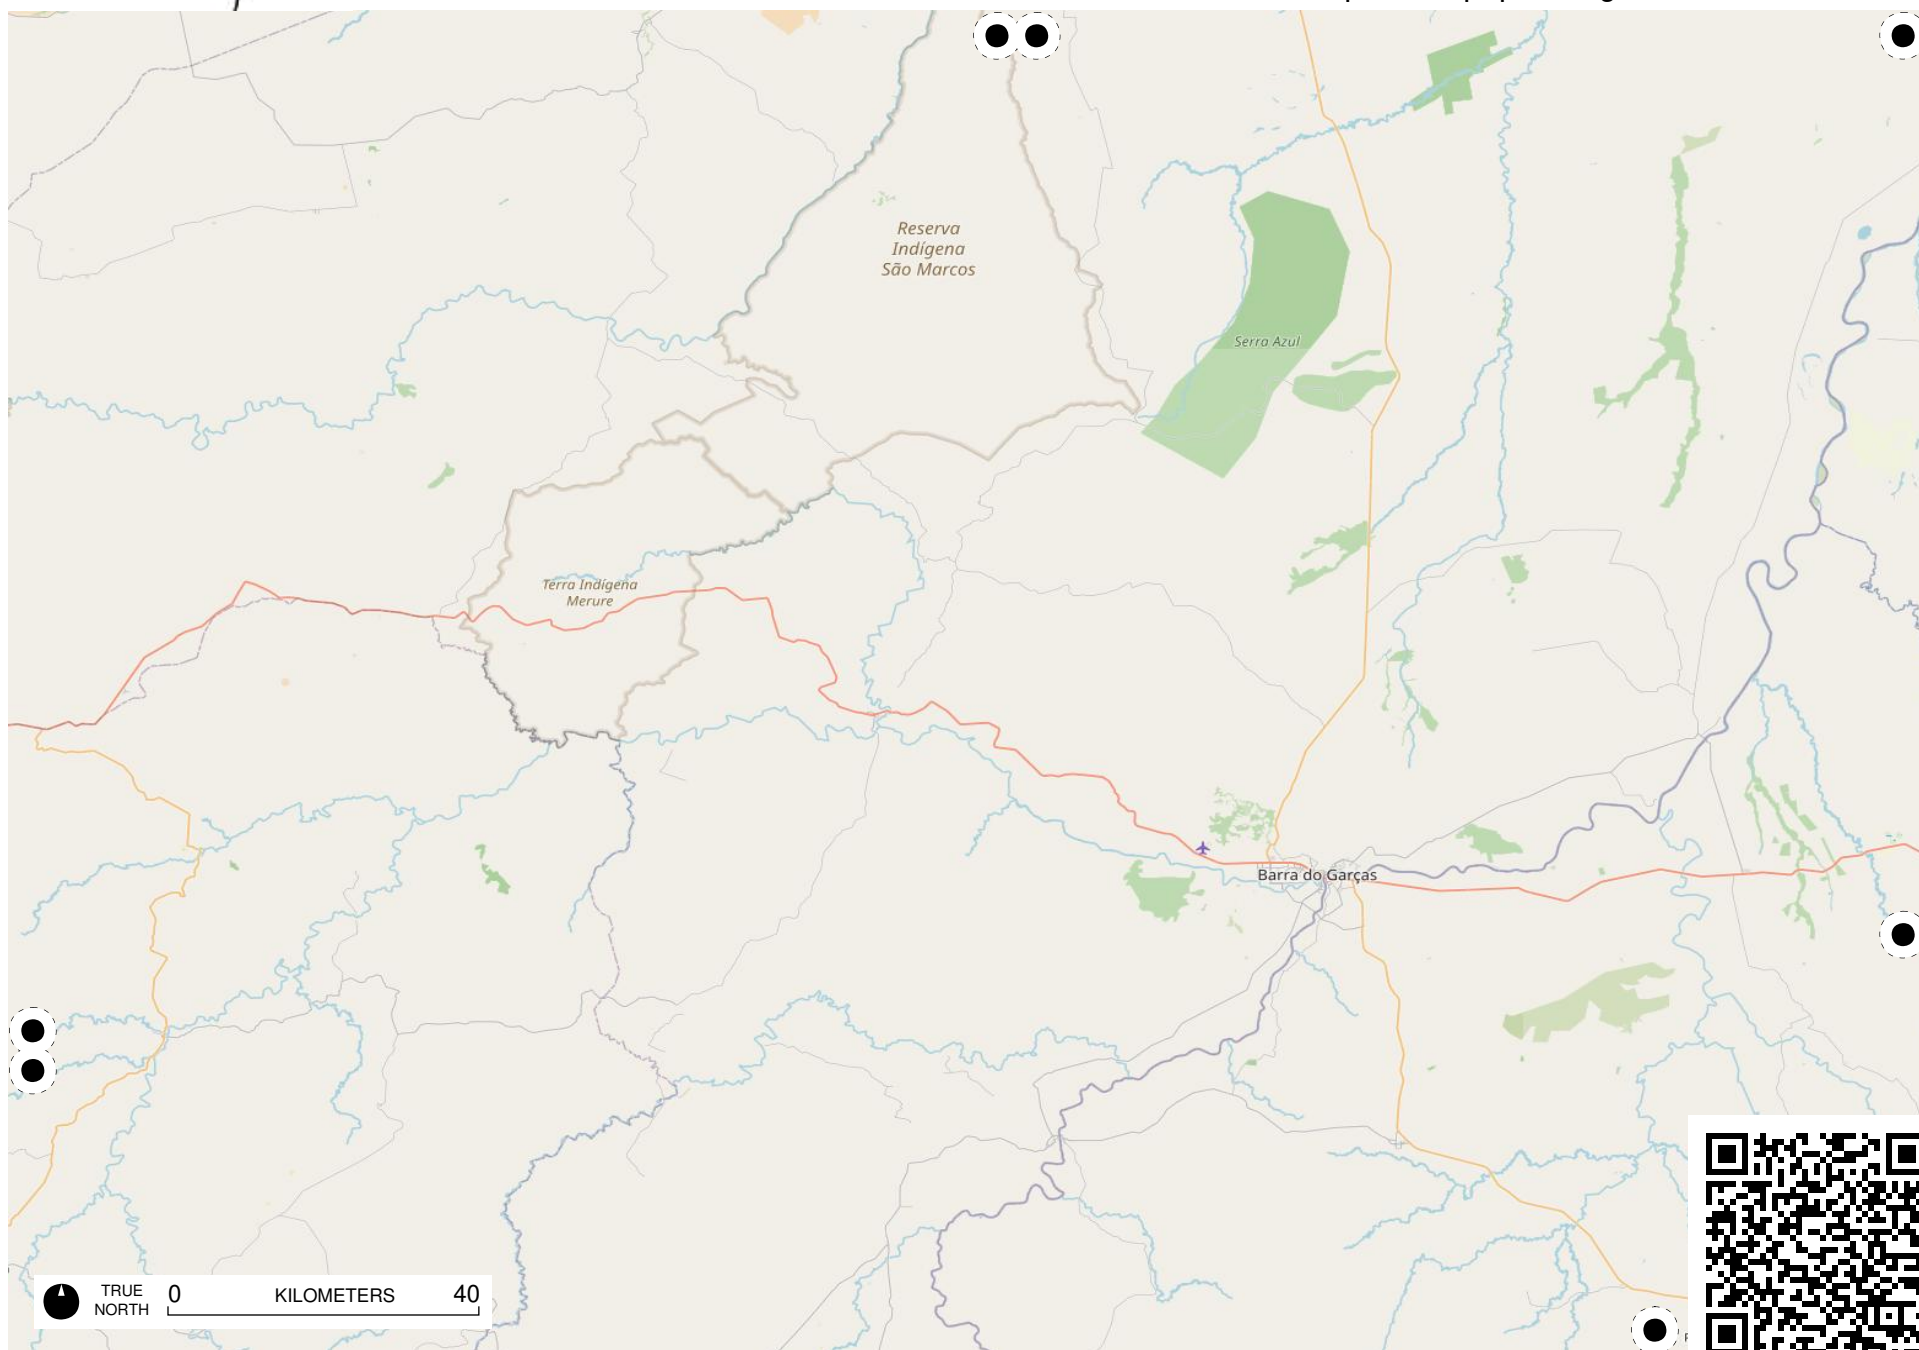 Reserva
Indígena
São Marcos
Serra Azul
Terra Indígena
Merure
Barra do Garças
TRUE
NORTH
0 KILOMETERS 40